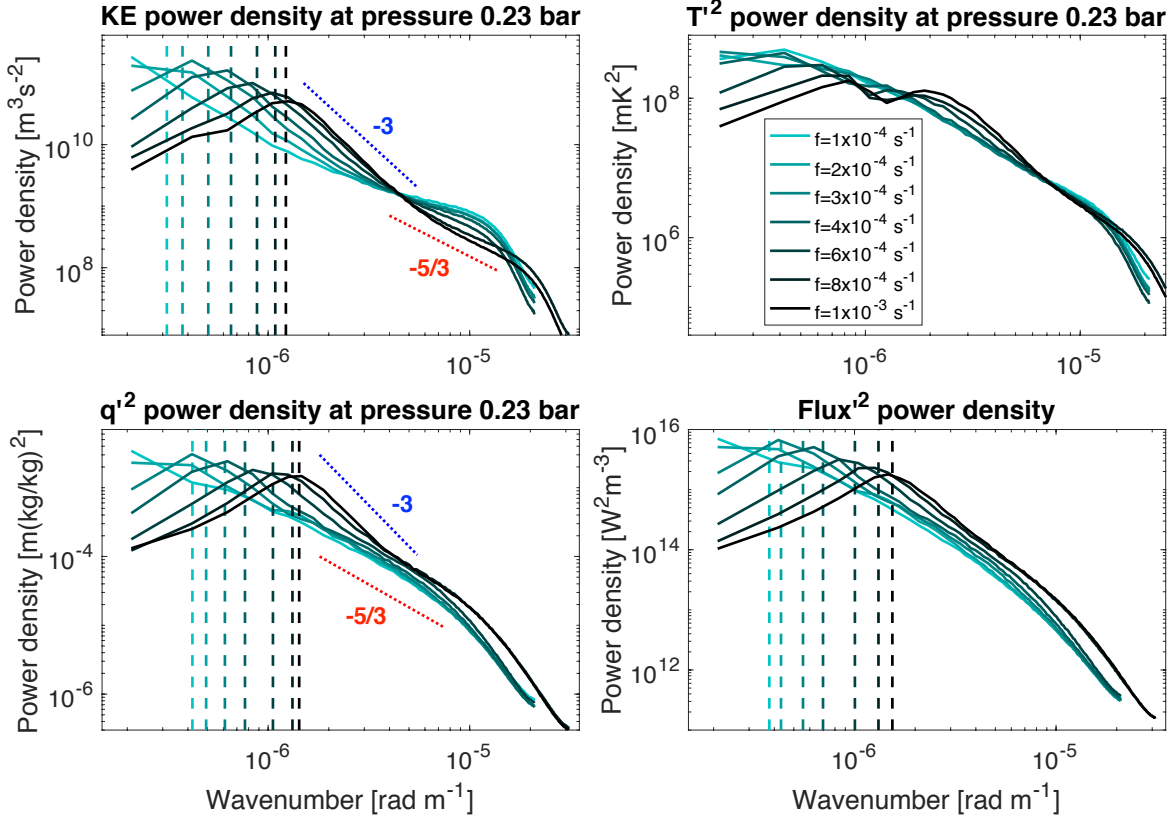 KE power density at pressure 0.23 bar
Power density [m³s⁻²]
10¹⁰
10⁸
-3
-5/3
10⁻⁶
10⁻⁵
T'² power density at pressure 0.23 bar
Power density [mK²]
10⁸
10⁶
f=1x10⁻⁴ s⁻¹
f=2x10⁻⁴ s⁻¹
f=3x10⁻⁴ s⁻¹
f=4x10⁻⁴ s⁻¹
f=6x10⁻⁴ s⁻¹
f=8x10⁻⁴ s⁻¹
f=1x10⁻³ s⁻¹
10⁻⁶
10⁻⁵
q'² power density at pressure 0.23 bar
Power density [m(kg/kg)²]
10⁻⁴
10⁻⁶
-3
-5/3
10⁻⁶
10⁻⁵
Wavenumber [rad m⁻¹]
Flux'² power density
Power density [W²m⁻³]
10¹⁶
10¹⁴
10¹²
10⁻⁶
10⁻⁵
Wavenumber [rad m⁻¹]